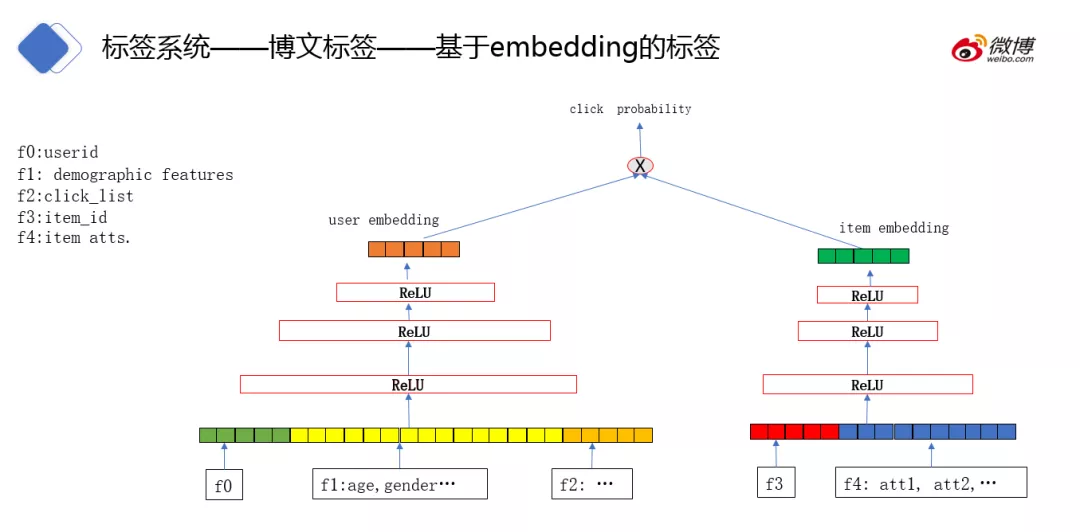 标签系统——博文标签——基于embedding的标签
微博
weibo.com
click probability
f0:userid
f1: demographic features
f2:click_list
f3:item_id
f4:item atts.
X
user embedding
item embedding
ReLU
ReLU
ReLU
ReLU
ReLU
ReLU
f0
f1:age,gender…
f2: …
f3
f4: att1, att2,…